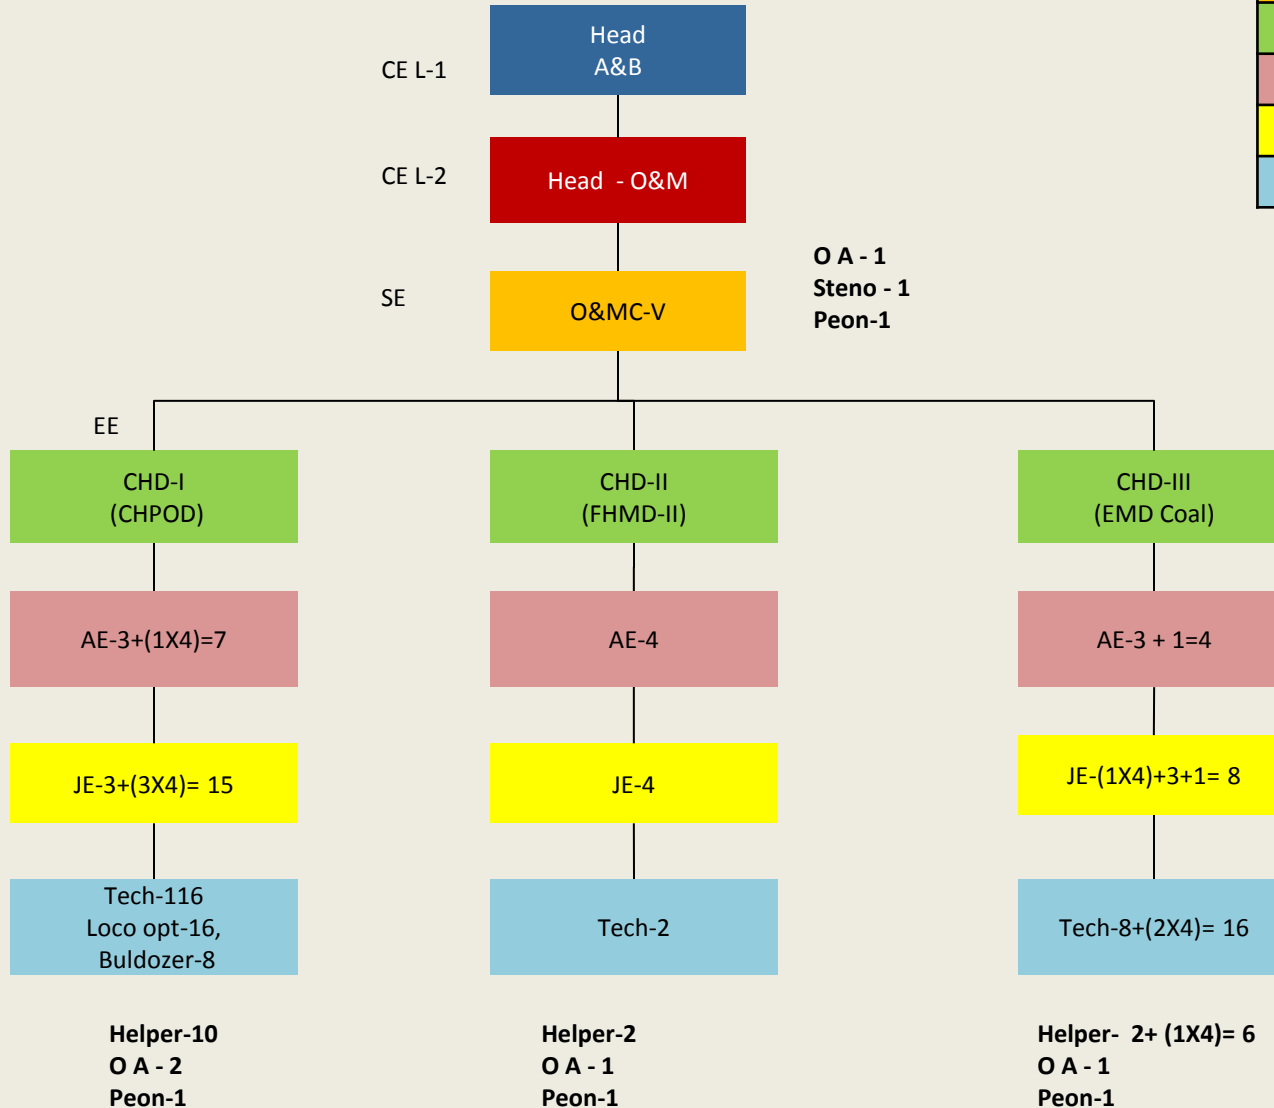 Head
A&B
CE L-1
CE L-2
Head - O&M
O A - 1
Steno - 1
Peon-1
SE
O&MC-V
EE
CHD-I
(CHPOD)
CHD-II
(FHMD-II)
CHD-III
(EMD Coal)
AE-3+(1X4)=7
AE-4
AE-3 + 1=4
JE-3+(3X4)= 15
JE-4
JE-(1X4)+3+1= 8
Tech-116
Loco opt-16,
Buldozer-8
Tech-2
Tech-8+(2X4)= 16
Helper-10
O A - 2
Peon-1
Helper-2
O A - 1
Peon-1
Helper- 2+ (1X4)= 6
O A - 1
Peon-1